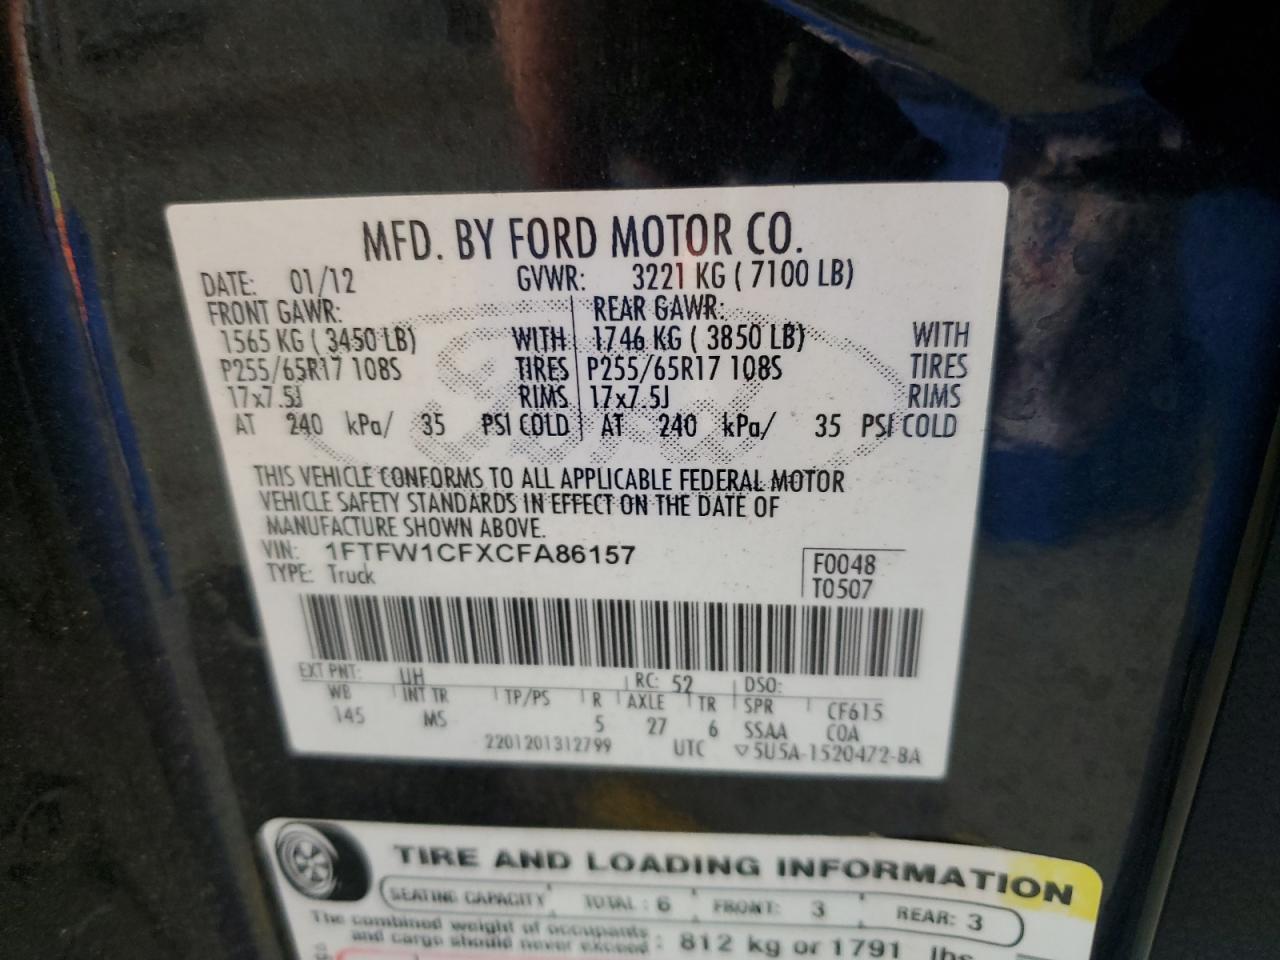 MFD. BY FORD MOTOR CO.
DATE: 01/12 GVWR: 3221 KG ( 7100 LB)
FRONT GAWR: REAR GAWR:
1565 KG ( 3450 LB) WITH 1746 KG ( 3850 LB) WITH
P255/65R17 108S TIRES P255/65R17 108S TIRES
17x7.5J RIMS 17x7.5J RIMS
AT 240 kPa/ 35 PSI COLD AT 240 kPa/ 35 PSI COLD
THIS VEHICLE CONFORMS TO ALL APPLICABLE FEDERAL MOTOR
VEHICLE SAFETY STANDARDS IN EFFECT ON THE DATE OF
MANUFACTURE SHOWN ABOVE.
VIN: 1FTFW1CFXCFA86157 F0048
TYPE: Truck T0507
EXT PNT: UH RC: 52 DSO:
WB INT TR TP/PS R AXLE TR SPR CF615
145 MS 5 27 6 SSAA COA
2201201312799 UTC ▽5U5A-1520472-BA
TIRE AND LOADING INFORMATION
SEATING CAPACITY TOTAL: 6 FRONT: 3 REAR: 3
The combined weight of occupants
and cargo should never exceed: 812 kg or 1791 lbs